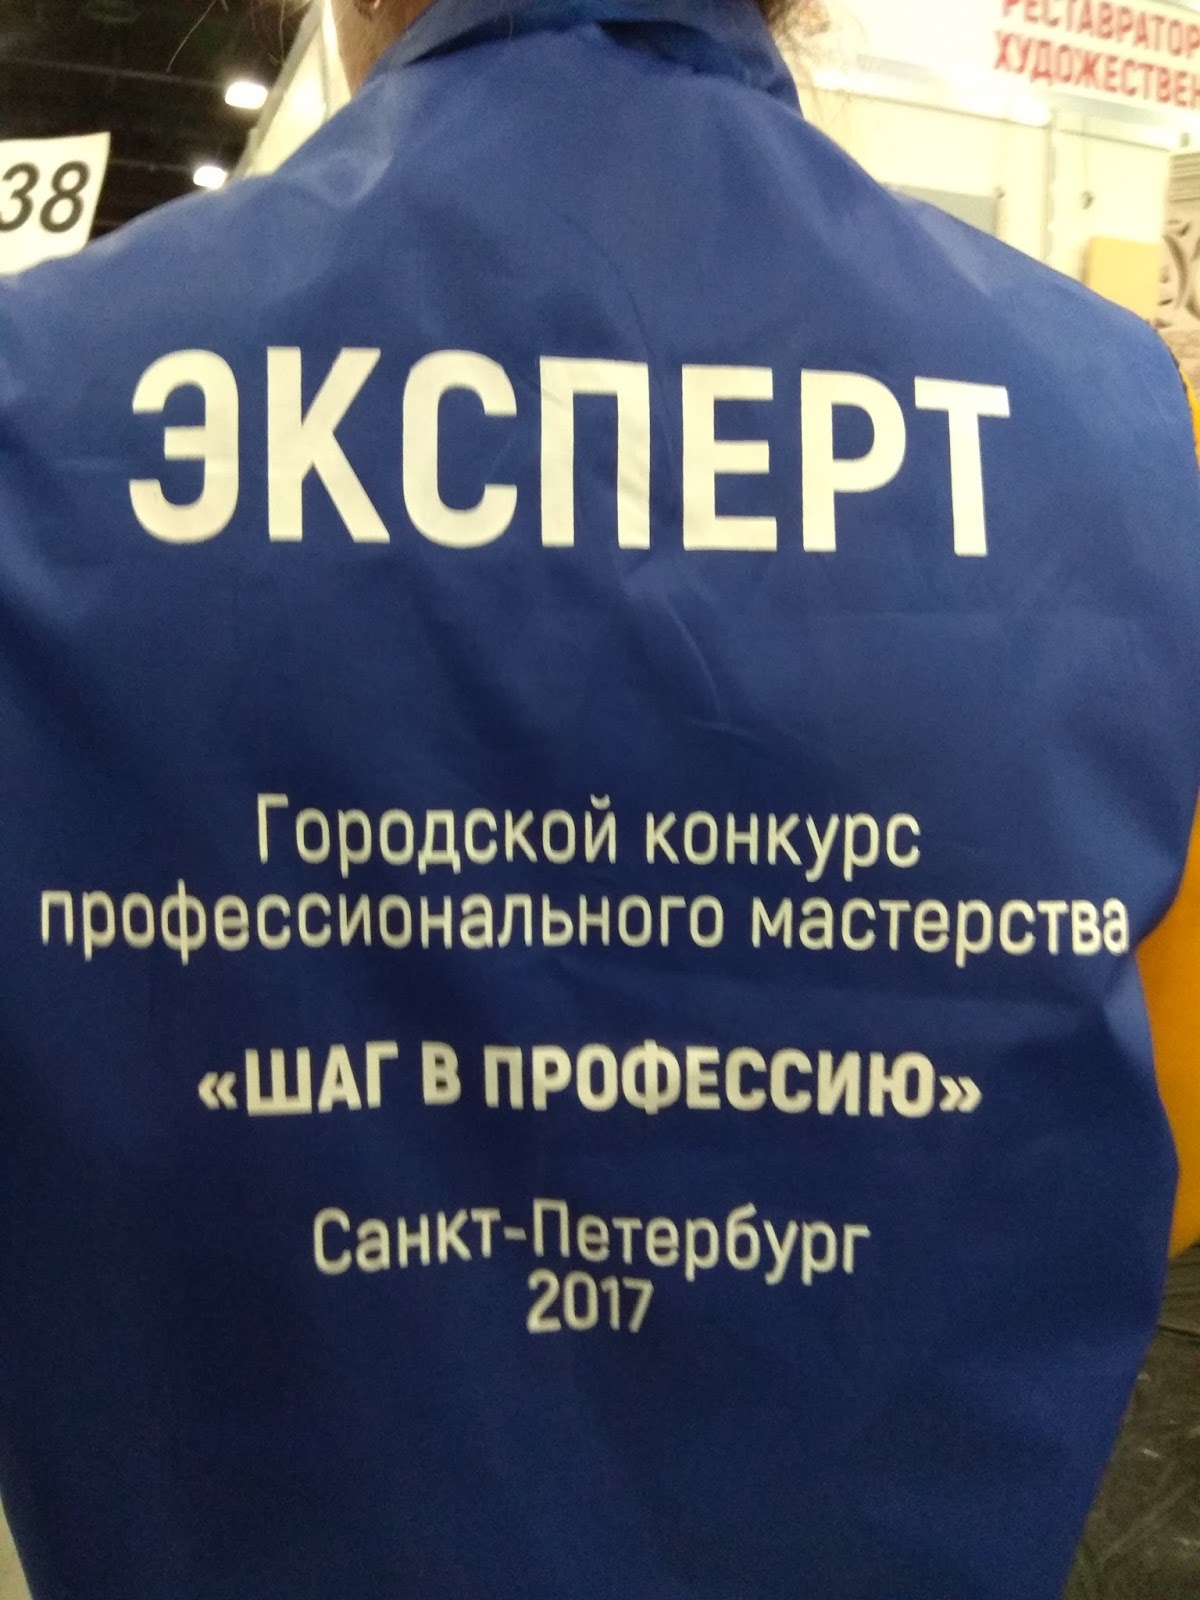 РЕСТАВРАТОР
ХУДОЖЕСТВЕН
38
ЭКСПЕРТ
Городской конкурс
профессионального мастерства
«ШАГ В ПРОФЕССИЮ»
Санкт-Петербург
2017